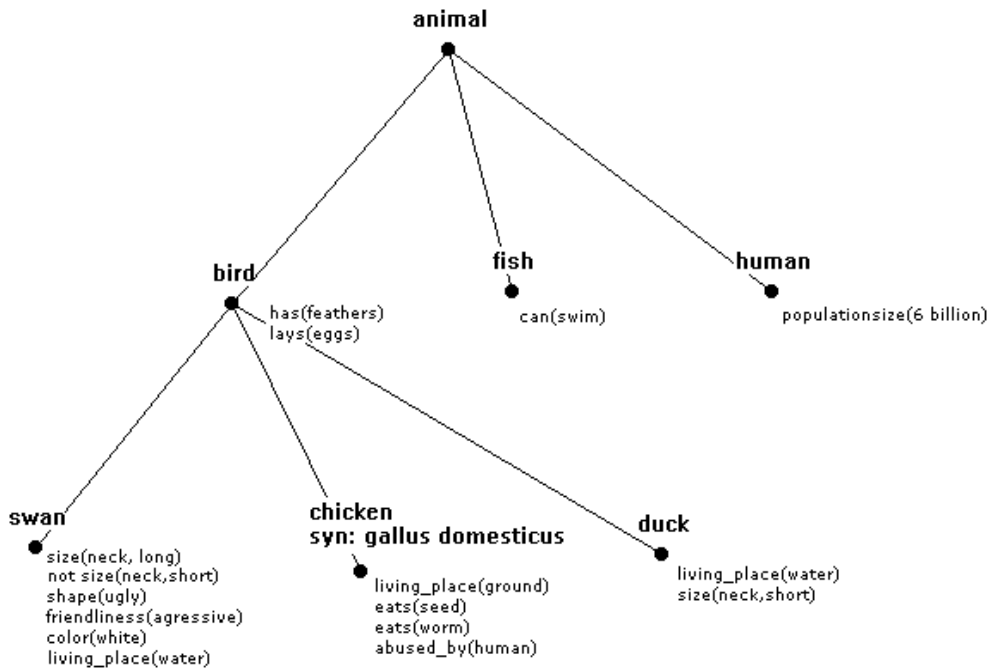 animal
bird
has(feathers)
lays(eggs)
fish
can(swim)
human
populationsize(6 billion)
swan
size(neck, long)
not size(neck,short)
shape(ugly)
friendliness(agressive)
color(white)
living_place(water)
chicken
syn: gallus domesticus
living_place(ground)
eats(seed)
eats(worm)
abused_by(human)
duck
living_place(water)
size(neck,short)